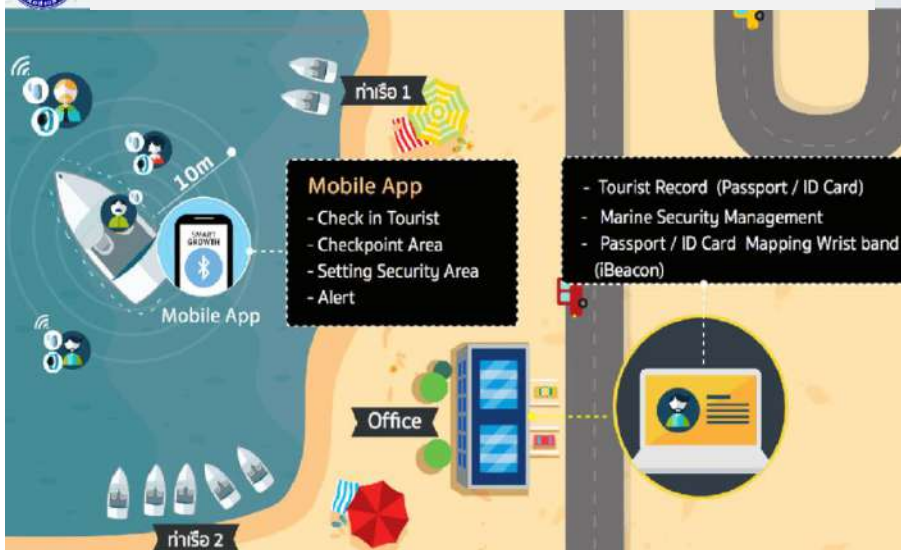 ท่าเรือ 1
10m
Mobile App
- Check in Tourist
- Checkpoint Area
- Setting Security Area
- Alert
- Tourist Record (Passport / ID Card)
- Marine Security Management
- Passport / ID Card Mapping Wrist band
(iBeacon)
SMART
GROWTH
Mobile App
Office
ท่าเรือ 2